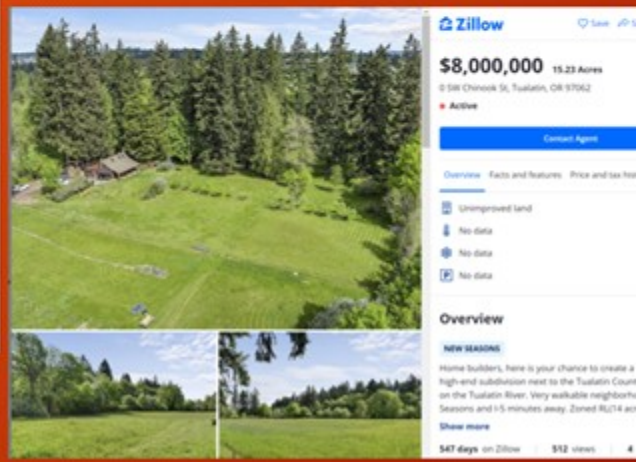 Zillow
Save
$8,000,000 15.23 Acres
0 SW Chinook St, Tualatin, OR 97062
Active
Contact Agent
Overview Facts and features Price and tax
Unimproved land
No data
No data
No data
Overview
NEW SEASONS
Home builders, here is your chance to create a
high-end subdivision next to the Tualatin
on the Tualatin River. Very walkable
Seasons and I-5 minutes away. Zoned RL(14
Show more
547 days on Zillow 512 views 4